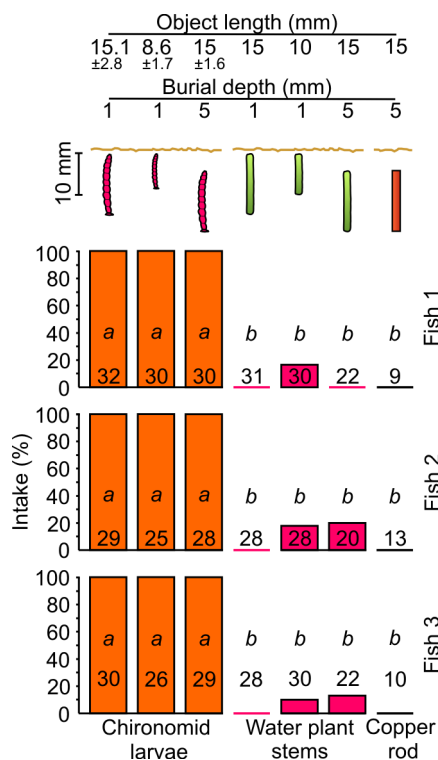 Object length (mm)
15.1 8.6 15 15 10 15 15
±2.8 ±1.7 ±1.6
Burial depth (mm)
1 1 5 1 1 5 5
10 mm
100
80
60
40
20
0
a a a b b b b
32 30 30 31 30 22 9
Fish 1
100
80
60
40
20
0
a a a b b b b
29 25 28 28 28 20 13
Fish 2
Intake (%)
100
80
60
40
20
0
a a a b b b b
30 26 29 28 30 22 10
Fish 3
Chironomid Water plant Copper
larvae stems rod